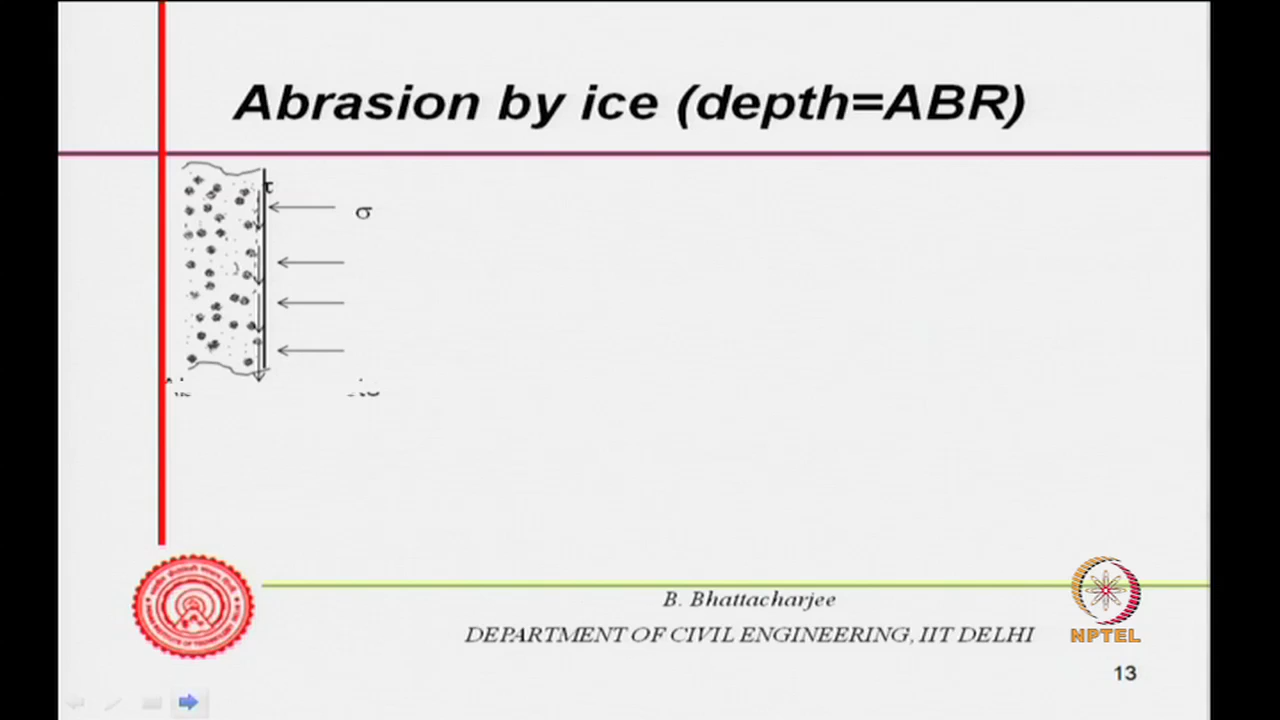 Abrasion by ice (depth=ABR)
τ
σ
B. Bhattacharjee
DEPARTMENT OF CIVIL ENGINEERING, IIT DELHI
NPTEL
13